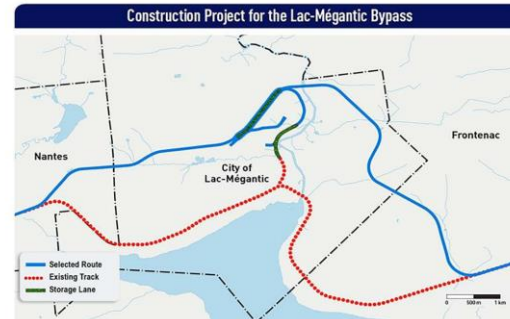 Construction Project for the Lac-Mégantic Bypass
Nantes
City of
Lac-Mégantic
Frontenac
Selected Route
Existing Track
Storage Lane
0
500 m
1 km